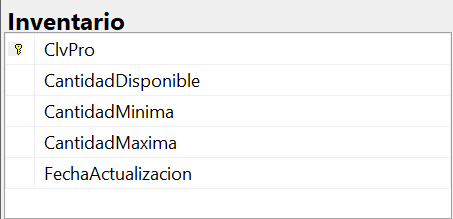 Inventario
ClvPro
CantidadDisponible
CantidadMinima
CantidadMaxima
FechaActualizacion